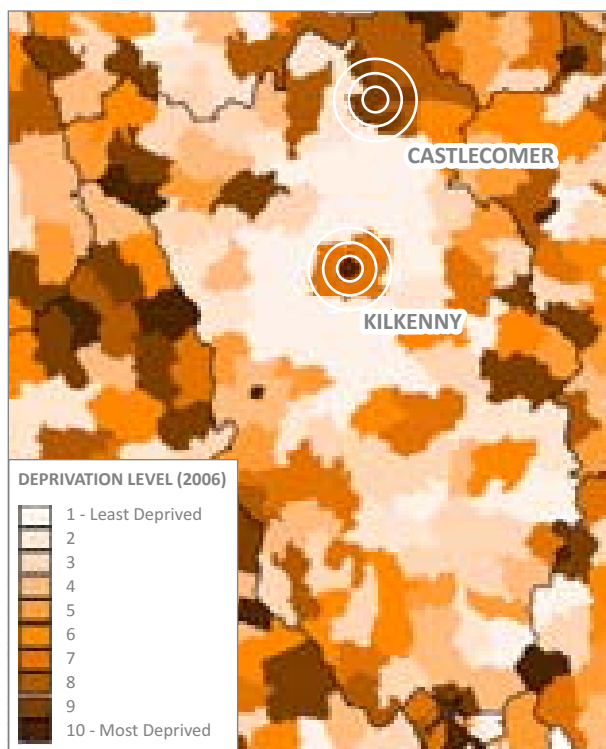 CASTLECOMER
KILKENNY
DEPRIVATION LEVEL (2006)
1 - Least Deprived
2
3
4
5
6
7
8
9
10 - Most Deprived